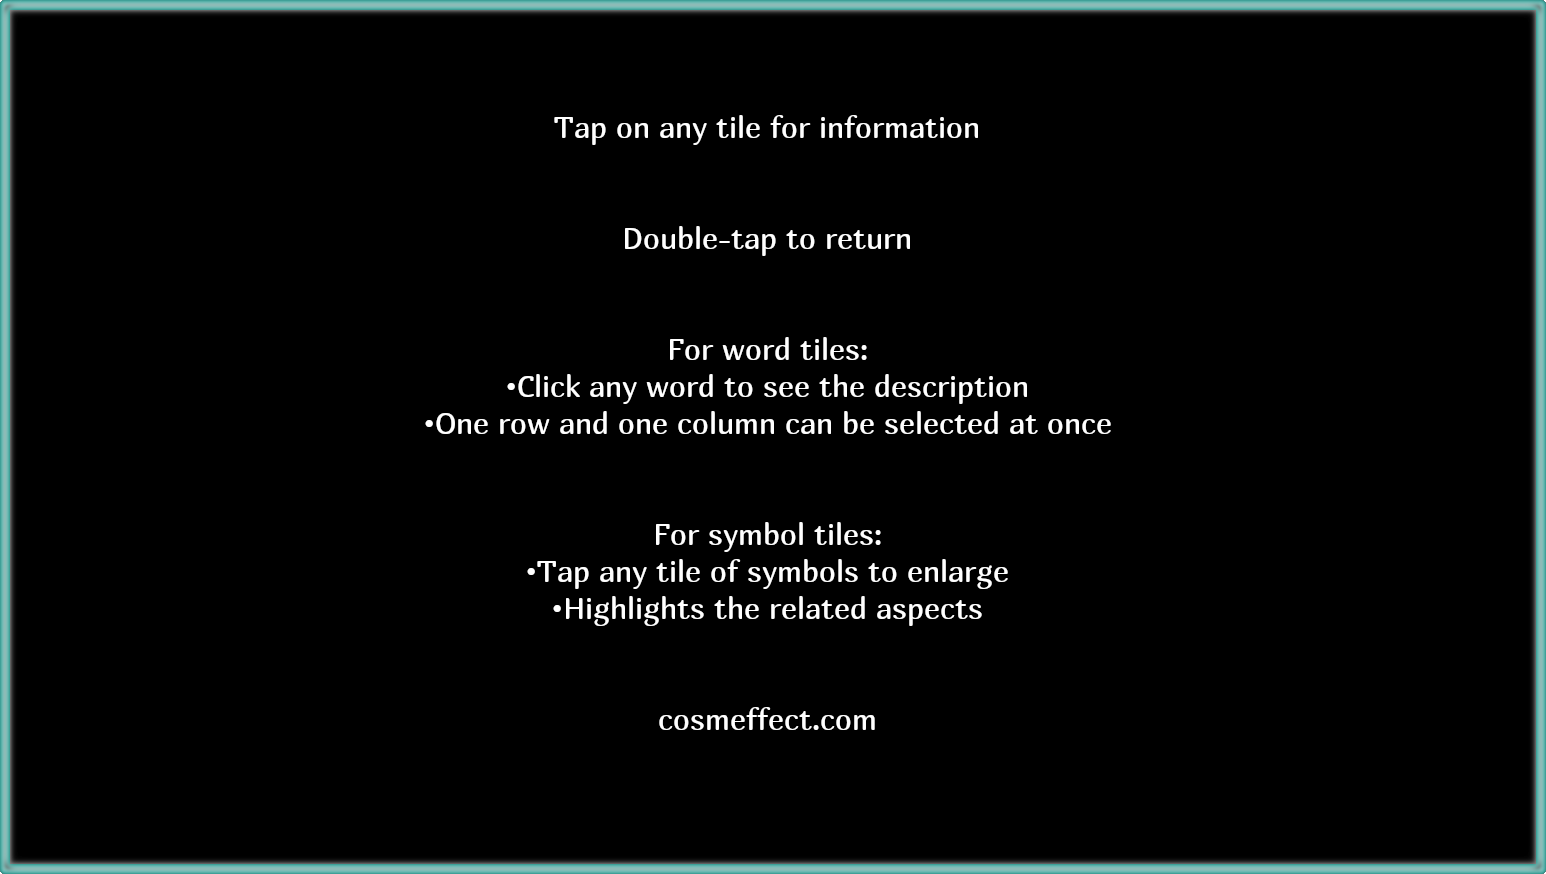 Tap on any tile for information
Double-tap to return
For word tiles:
•Click any word to see the description
•One row and one column can be selected at once
For symbol tiles:
•Tap any tile of symbols to enlarge
•Highlights the related aspects
cosmeffect.com